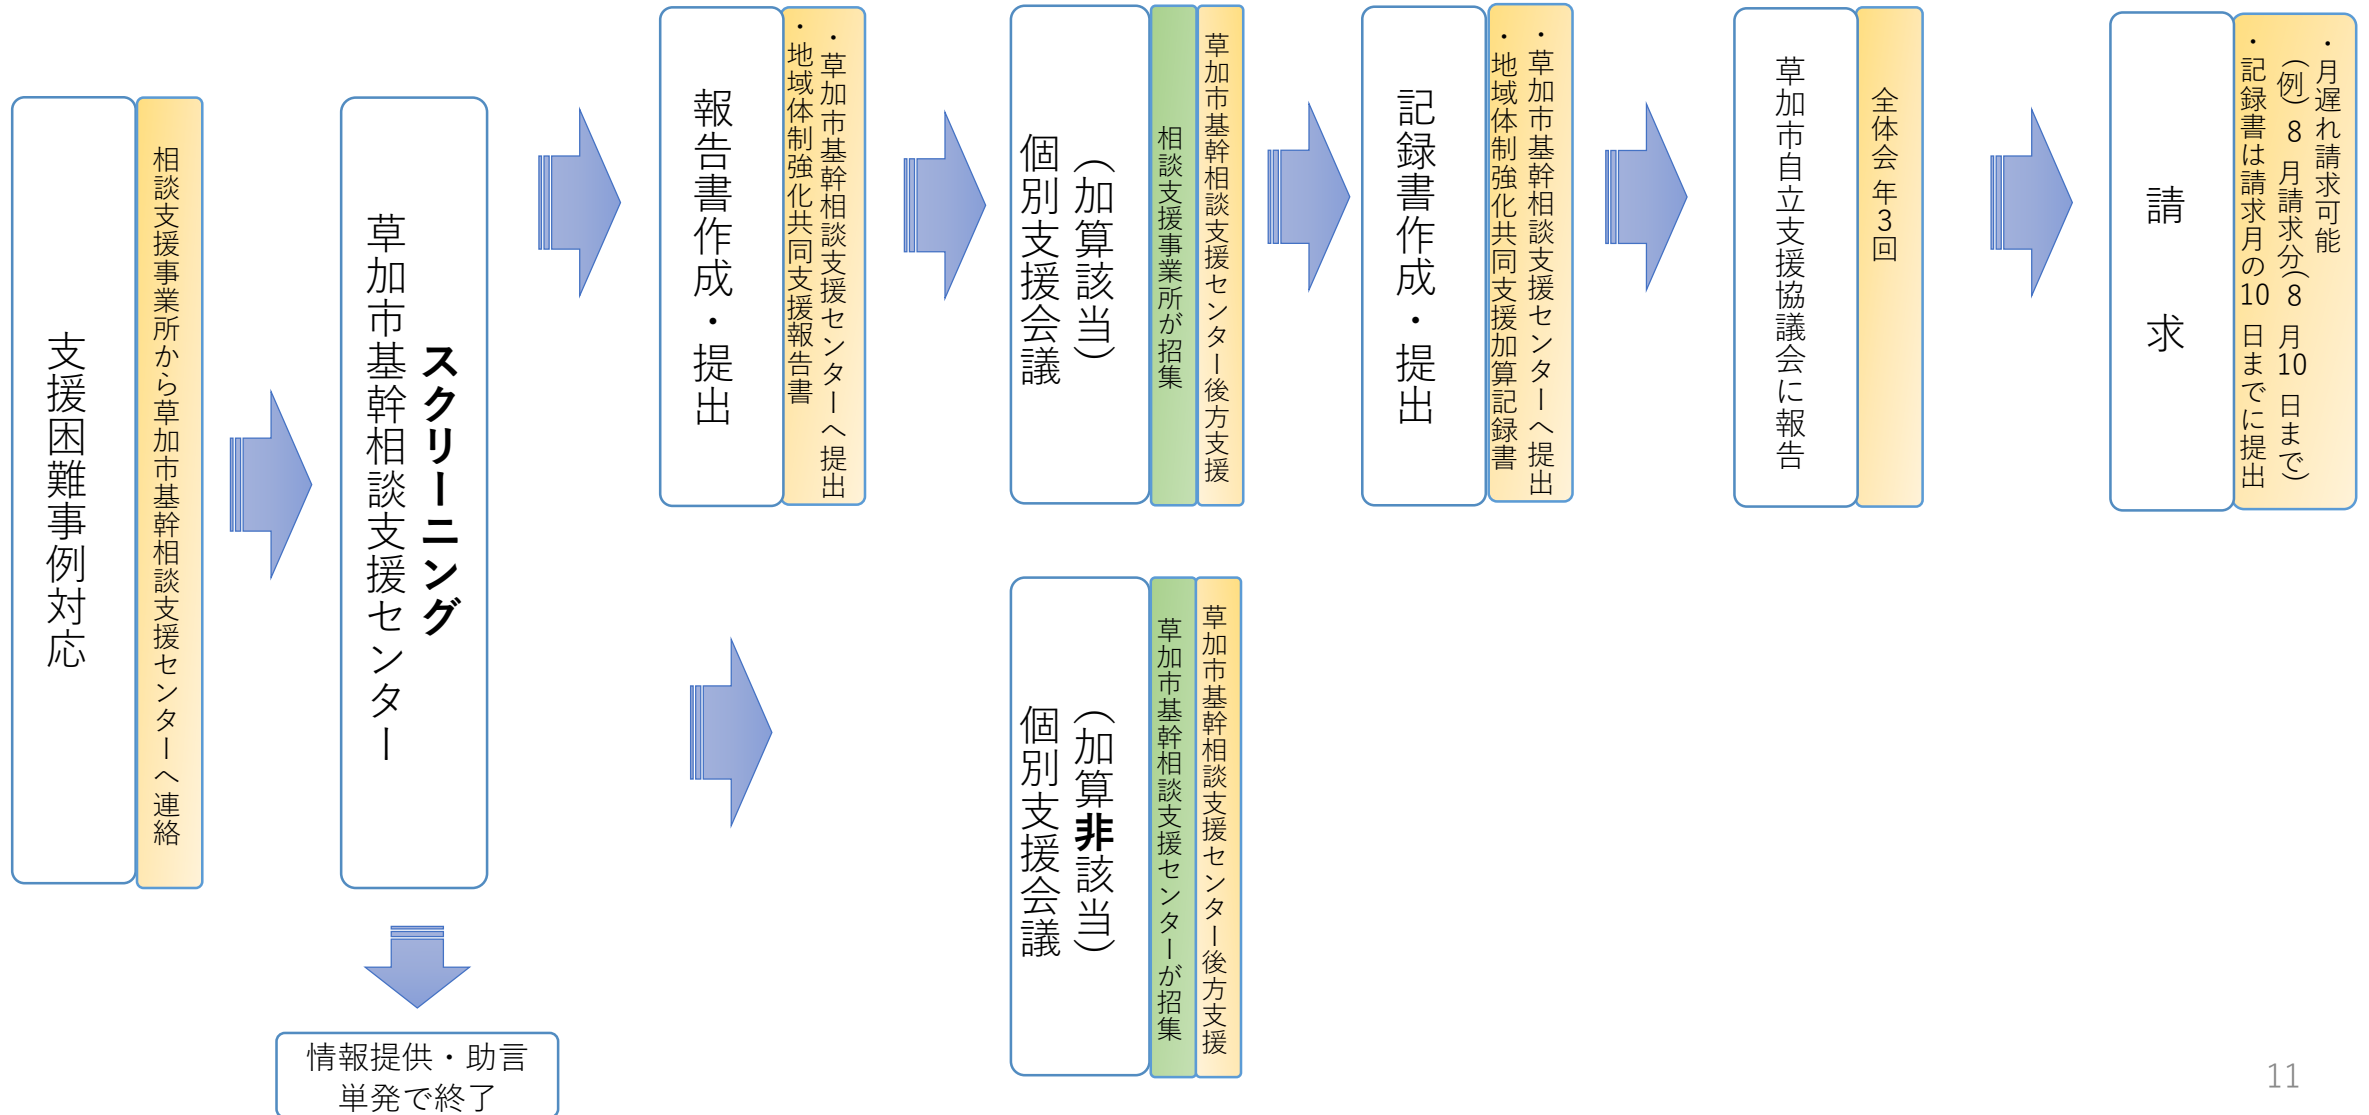 支援困難事例対応
相談支援事業所から草加市基幹相談支援センターへ連絡
スクリーニング
草加市基幹相談支援センター
情報提供・助言
単発で終了
報告書作成・提出
・草加市基幹相談支援センターへ提出
・地域体制強化共同支援報告書
（加算該当）
個別支援会議
相談支援事業所が招集
草加市基幹相談支援センター後方支援
記録書作成・提出
・草加市基幹相談支援センターへ提出
・地域体制強化共同支援加算記録書
草加市自立支援協議会に報告
全体会 年3回
請　求
・月遅れ請求可能
（例）8月請求分（8月10日まで）
・記録書は請求月の10日までに提出
（加算非該当）
個別支援会議
草加市基幹相談支援センターが招集
草加市基幹相談支援センター後方支援
11